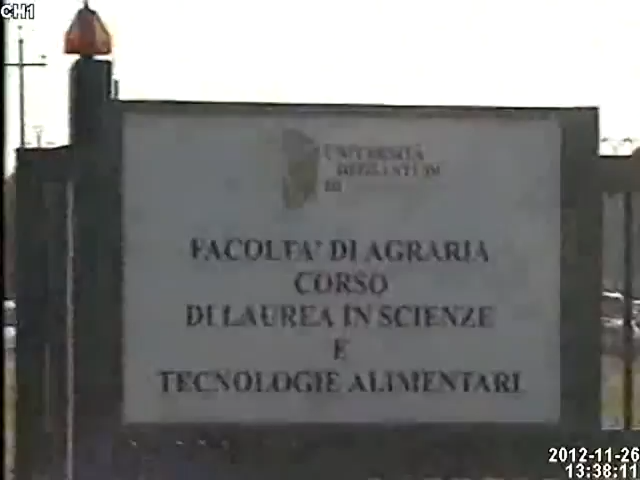 CH1
UNIVERSITÀ
DEGLI STUDI
DI
FACOLTA' DI AGRARIA
CORSO
DI LAUREA IN SCIENZE
E
TECNOLOGIE ALIMENTARI
2012-11-26
13:38:11